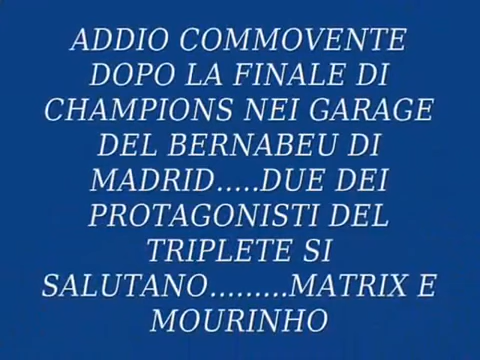 ADDIO COMMOVENTE
DOPO LA FINALE DI
CHAMPIONS NEI GARAGE
DEL BERNABEU DI
MADRID.....DUE DEI
PROTAGONISTI DEL
TRIPLETE SI
SALUTANO.........MATRIX E
MOURINHO